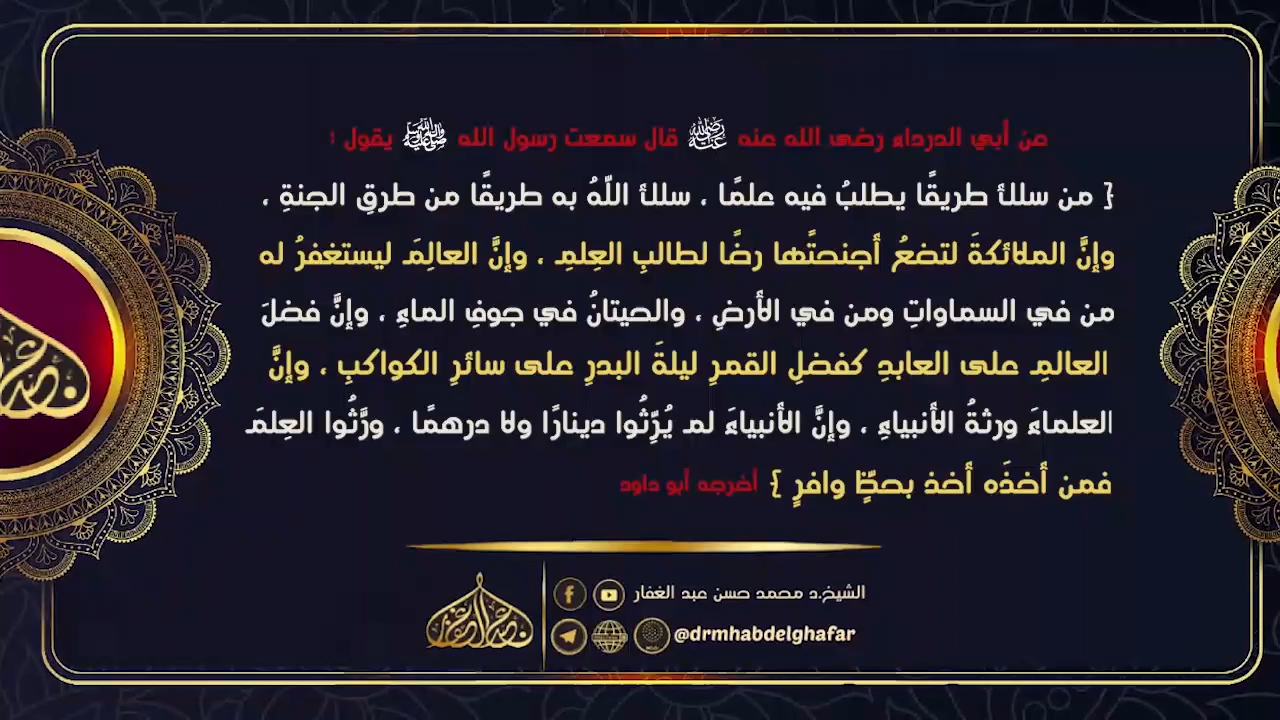 من أبي الدرداء رضى الله عنه رَضِيَ اللَّهُ عَنْهُ قال سمعت رسول الله ﷺ يقول :
{ من سلك طريقًا يطلبُ فيه علمًا ، سلك اللّهُ به طريقًا من طرقِ الجنةِ ،
وإنَّ الملائكةَ لتضعُ أجنحتَها رضًا لطالبِ العِلمِ ، وإنَّ العالِمَ ليستغفرُ له
من في السماواتِ ومن في الأرضِ ، والحيتانُ في جوفِ الماءِ ، وإنَّ فضلَ
العالمِ على العابدِ كفضلِ القمرِ ليلةَ البدرِ على سائرِ الكواكبِ ، وإنَّ
العلماءَ ورثةُ الأنبياءِ ، وإنَّ الأنبياءَ لم يُرِّثُوا دينارًا ولا درهمًا ، ورَّثُوا العِلمَ
فمن أخذَه أخذ بحظٍّ وافرٍ } أخرجه أبو داود
الشيخ.د محمد حسن عبد الغفار
@drmhabdelghafar